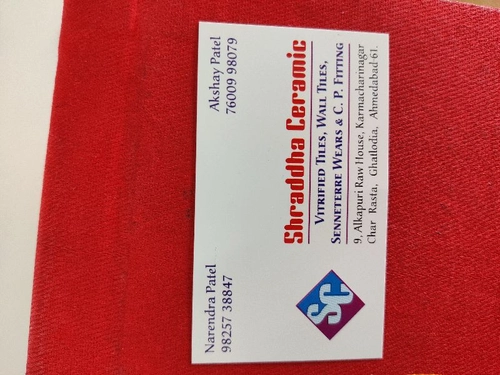 Narendra Patel
98257 38847
Akshay Patel
76009 98079
SC
Shraddha Ceramic
VITRIFIED TILES, WALL TILES,
SENNETERRE WEARS & C. P. FITTING
9, Alkapuri Raw House, Karmacharinagar
Char Rasta, Ghatlodia, Ahmedabad-61.